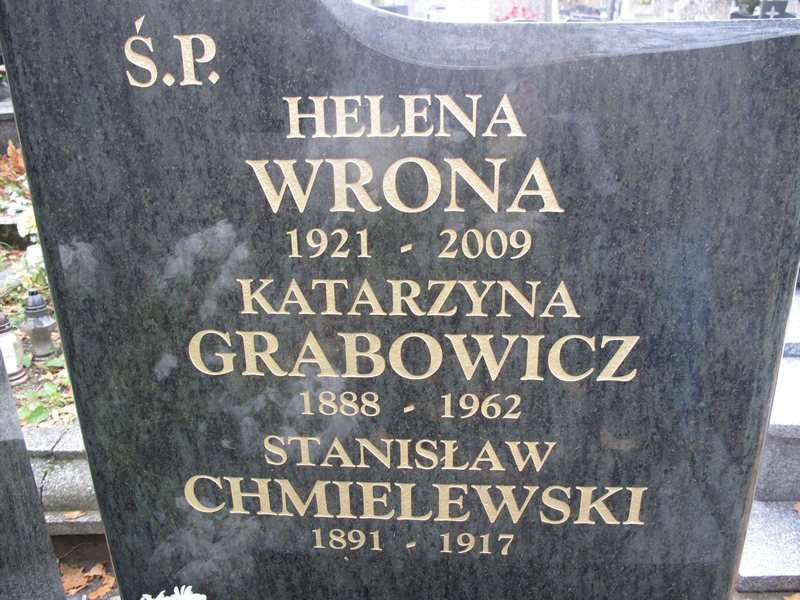 Ś.P.
HELENA
WRONA
1921 - 2009
KATARZYNA
GRABOWICZ
1888 - 1962
STANISŁAW
CHMIELEWSKI
1891 - 1917